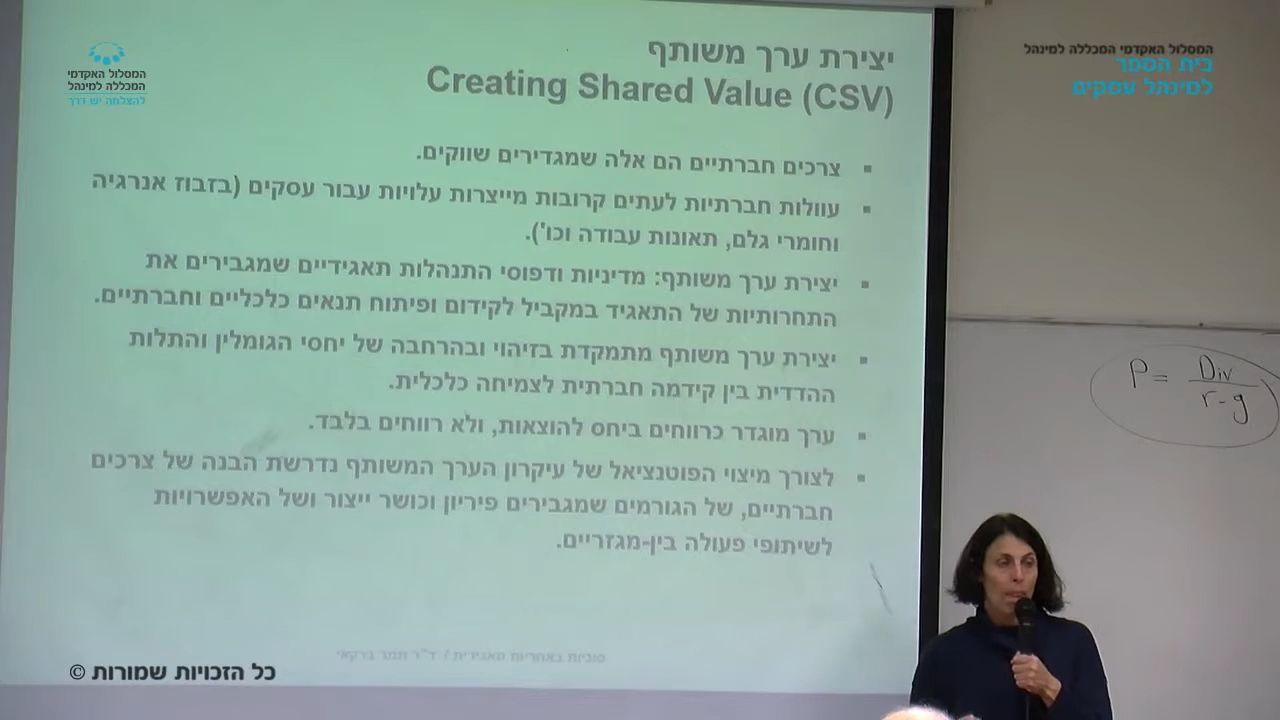 יצירת ערך משותף
Creating Shared Value (CSV)
המסלול האקדמי
המכללה למינהל
להצלחה יש דרך
המסלול האקדמי המכללה למינהל
בית הספר
למינהל עסקים
צרכים חברתיים הם אלה שמגדירים שווקים.
עוולות חברתיות לעתים קרובות מייצרות עלויות עבור עסקים (בזבוז אנרגיה
וחומרי גלם, תאונות עבודה וכו').
יצירת ערך משותף: מדיניות ודפוסי התנהלות תאגידיים שמגבירים את
התחרותיות של התאגיד במקביל לקידום ופיתוח תנאים כלכליים וחברתיים.
יצירת ערך משותף מתמקדת בזיהוי ובהרחבה של יחסי הגומלין והתלות
ההדדית בין קידמה חברתית לצמיחה כלכלית.
ערך מוגדר כרווחים ביחס להוצאות, ולא רווחים בלבד.
לצורך מיצוי הפוטנציאל של עיקרון הערך המשותף נדרשת הבנה של צרכים
חברתיים, של הגורמים שמגבירים פיריון וכושר ייצור ושל האפשרויות
לשיתופי פעולה בין-מגזריים.
סוגיות באחריות תאגידית / ד"ר תמר ברקאי
כל הזכויות שמורות ©
P = Div
r - g